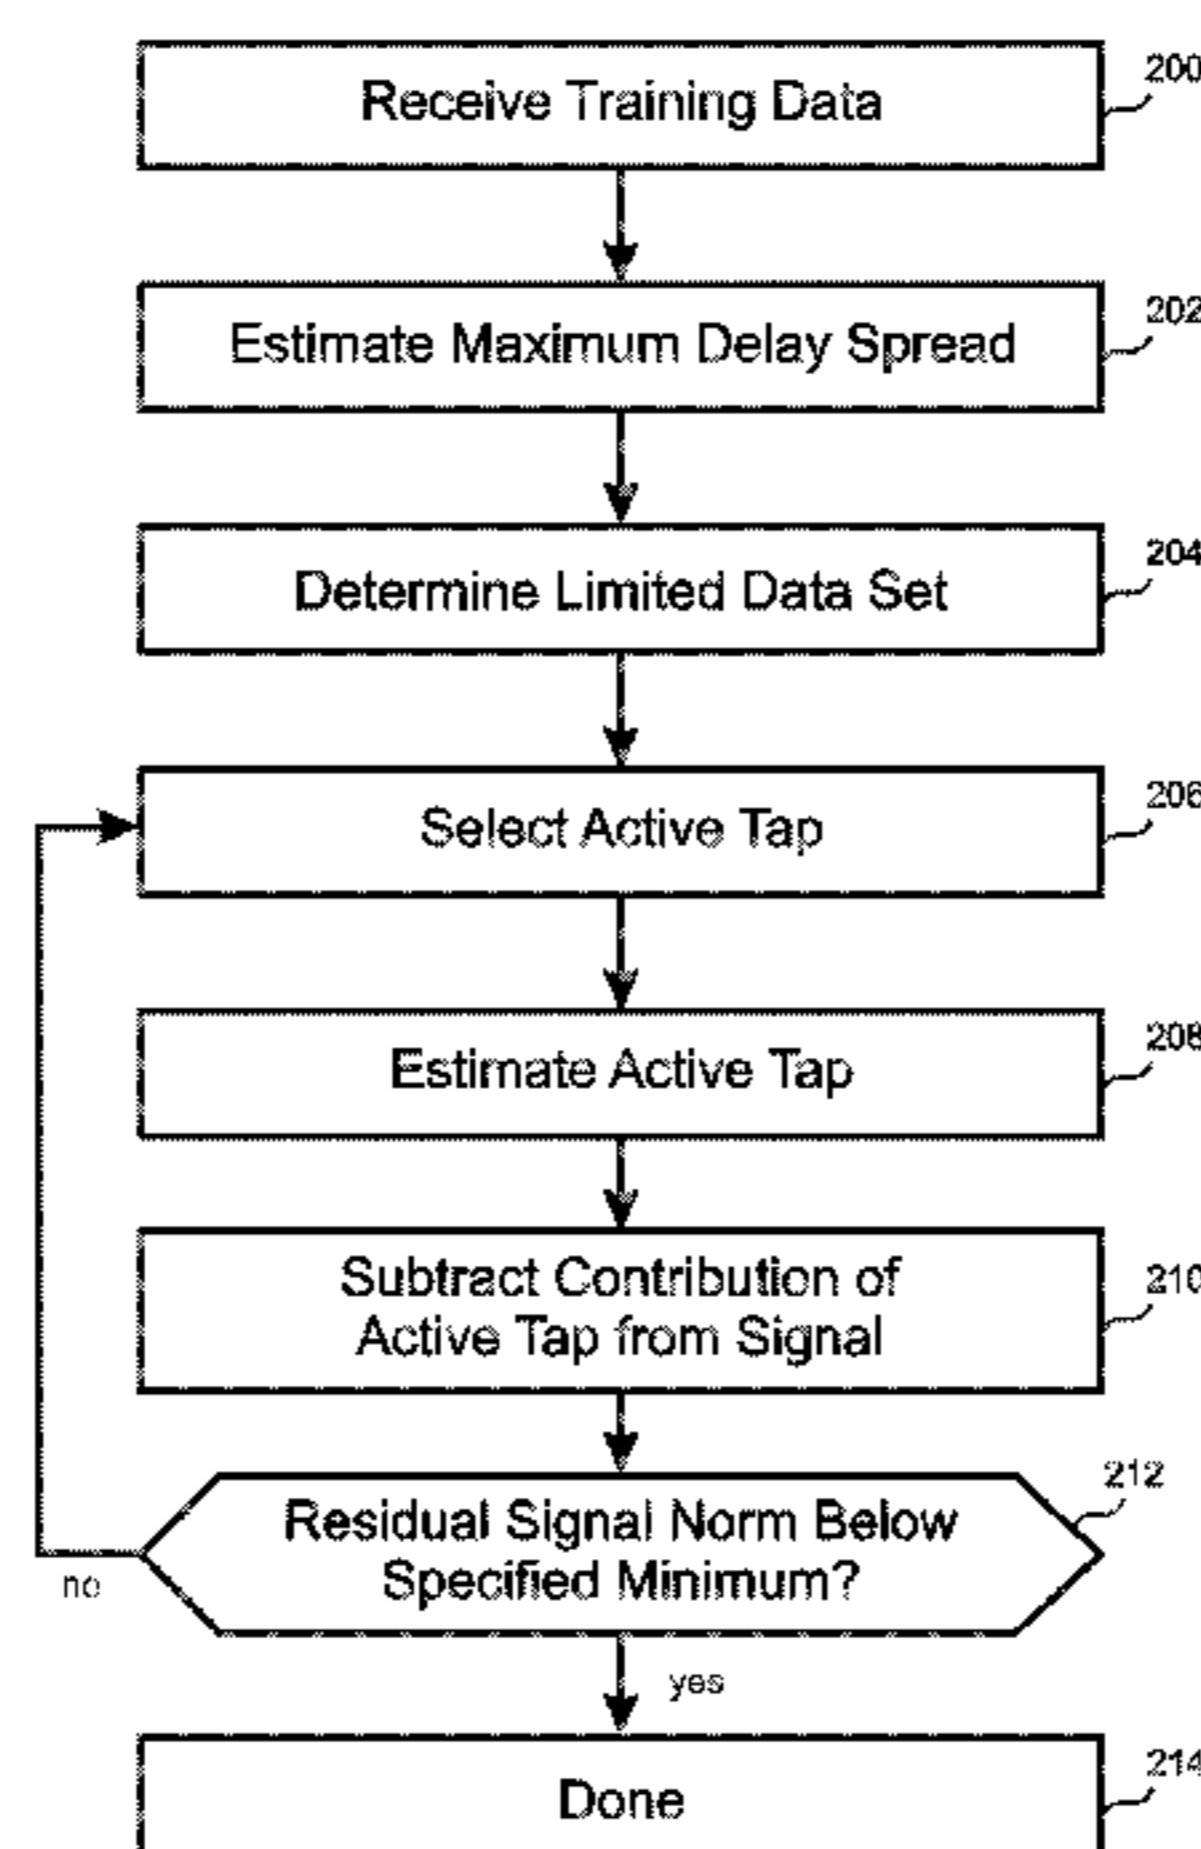 Receive Training Data
200
Estimate Maximum Delay Spread
202
Determine Limited Data Set
204
Select Active Tap
206
Estimate Active Tap
208
Subtract Contribution of
Active Tap from Signal
210
Residual Signal Norm Below
Specified Minimum?
212
no
yes
Done
214